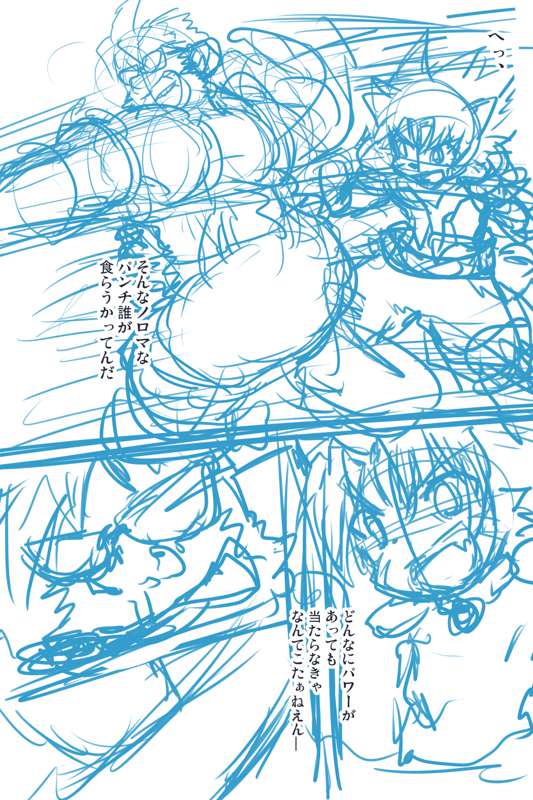 へっ、
そんなノロマな
パンチ誰が
食らうかってんだ
どんなにパワーが
あっても
当たらなきゃ
なんてこたぁねえんー